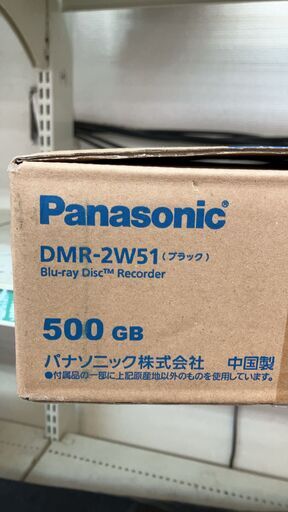 Panasonic
DMR-2W51(ブラック)
Blu-ray Disc™ Recorder
500 GB
パナソニック株式会社 中国製
●付属品の一部に上記原産地以外のものを使用しています。